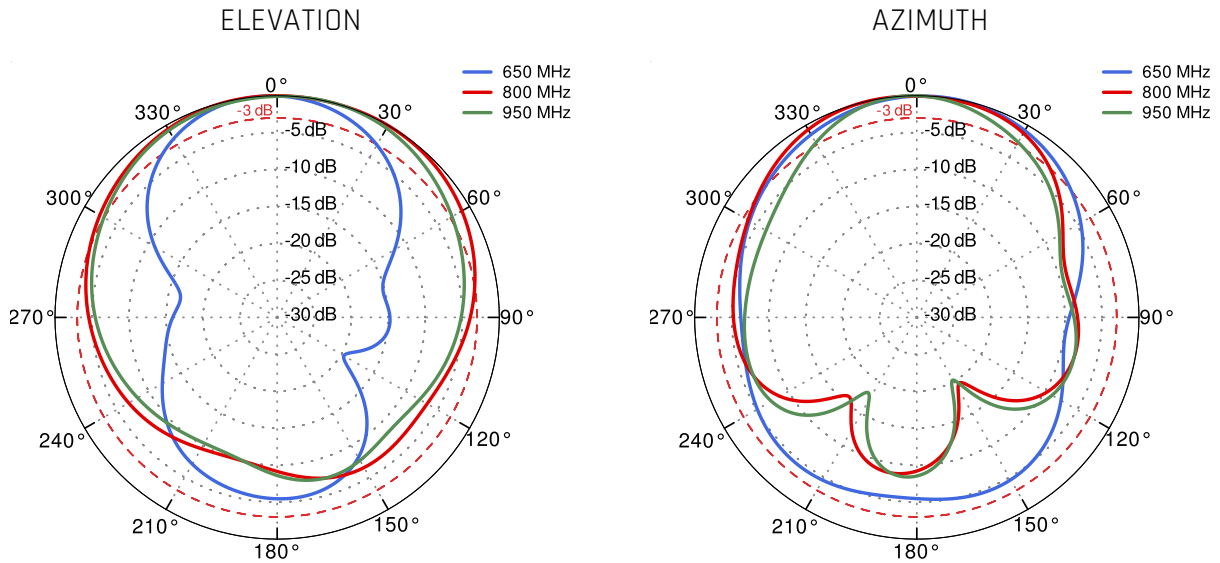 ELEVATION
650 MHz
800 MHz
950 MHz
0°
330°
-3 dB
30°
-5 dB
-10 dB
300°
60°
-15 dB
-20 dB
-25 dB
270°
-30 dB
90°
240°
120°
210°
150°
180°
AZIMUTH
650 MHz
800 MHz
950 MHz
0°
330°
-3 dB
30°
-5 dB
-10 dB
300°
60°
-15 dB
-20 dB
-25 dB
270°
-30 dB
90°
240°
120°
210°
150°
180°